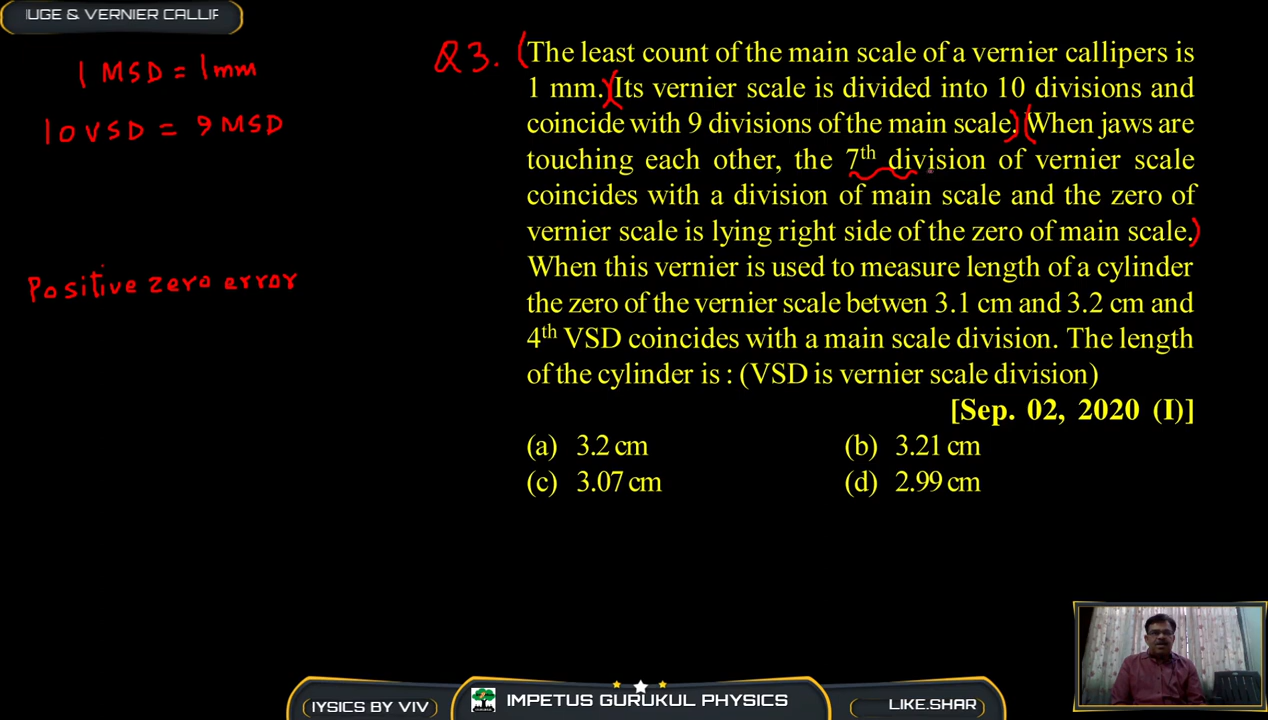 UGE & VERNIER CALLIF
1 MSD = 1mm
10 VSD = 9 MSD
Positive zero error
Q 3. (The least count of the main scale of a vernier callipers is
1 mm.)(Its vernier scale is divided into 10 divisions and
coincide with 9 divisions of the main scale.) (When jaws are
touching each other, the 7th division of vernier scale
coincides with a division of main scale and the zero of
vernier scale is lying right side of the zero of main scale.)
When this vernier is used to measure length of a cylinder
the zero of the vernier scale betwen 3.1 cm and 3.2 cm and
4th VSD coincides with a main scale division. The length
of the cylinder is : (VSD is vernier scale division)
[Sep. 02, 2020 (I)]
(a) 3.2 cm (b) 3.21 cm
(c) 3.07 cm (d) 2.99 cm
IYSICS BY VIV IMPETUS GURUKUL PHYSICS LIKE.SHAR